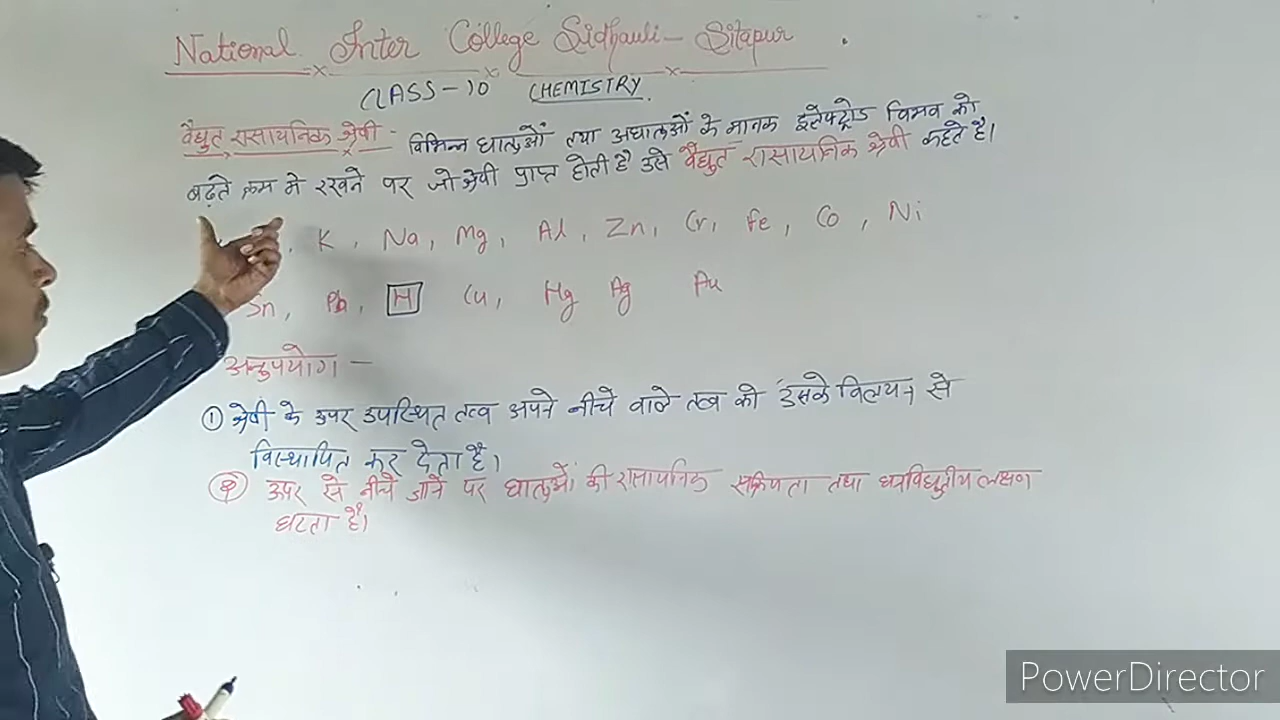 National Inter College Sidhauli - Sitapur .
CLASS-10 CHEMISTRY
वैद्युत रासायनिक श्रेणी - विभिन्न धातुओं तथा अधातुओं के मानक इलेक्ट्रोड विभव को
बढ़ते क्रम मे रखने पर जो श्रेणी प्राप्त होती है उसे वैद्युत रासायनिक श्रेणी कहते है।
, K, Na, Mg, Al, Zn, Cr, Fe, Co, Ni
Sn, Pb, H Cu, Hg Ag Au
अनुपयोग -
① श्रेणी के ऊपर उपस्थित तत्व अपने नीचे वाले तत्व को उसके विलयन से
विस्थापित कर देता है।
② ऊपर से नीचे जाने पर धातुओं की रासायनिक सक्रियता तथा धनविद्युतीय लक्षण
घटता है।
PowerDirector